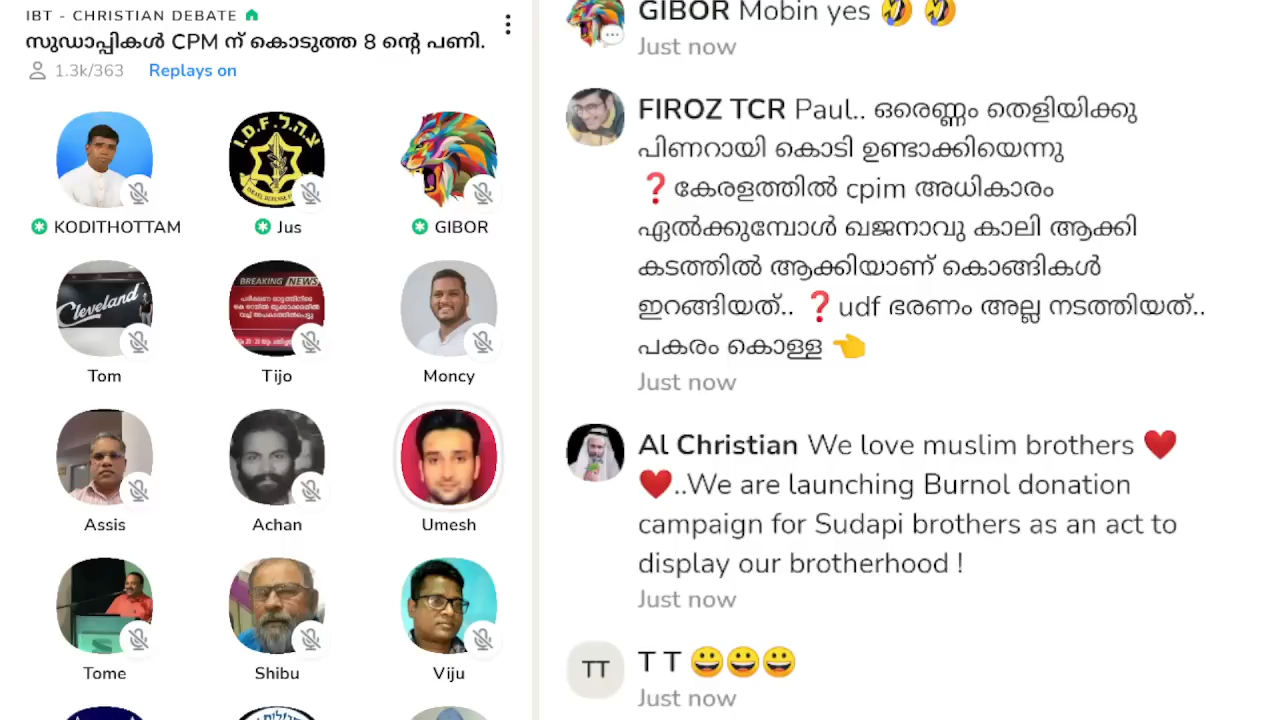 IBT - CHRISTIAN DEBATE
സുഡാപ്പികൾ CPM ന് കൊടുത്ത 8 ന്റെ പണി.
1.3k/363 Replays on
צ.ה.ל. I.D.F.
KODITHOTTAM
Jus
GIBOR
Cleveland
BREAKING NEWS
Tom
Tijo
Moncy
Assis
Achan
Umesh
Tome
Shibu
Viju
GIBOR Mobin yes 🤣 🤣
Just now
FIROZ TCR Paul.. ഒരെണ്ണം തെളിയിക്കു
പിണറായി കൊടി ഉണ്ടാക്കിയെന്നു
❓കേരളത്തിൽ cpim അധികാരം
ഏൽക്കുമ്പോൾ ഖജനാവു കാലി ആക്കി
കടത്തിൽ ആക്കിയാണ് കൊങ്ങികൾ
ഇറങ്ങിയത്.. ❓udf ഭരണം അല്ല നടത്തിയത്..
പകരം കൊള്ള 👈
Just now
Al Christian We love muslim brothers ❤️
❤️..We are launching Burnol donation
campaign for Sudapi brothers as an act to
display our brotherhood !
Just now
TT
T T 😀😀😀
Just now